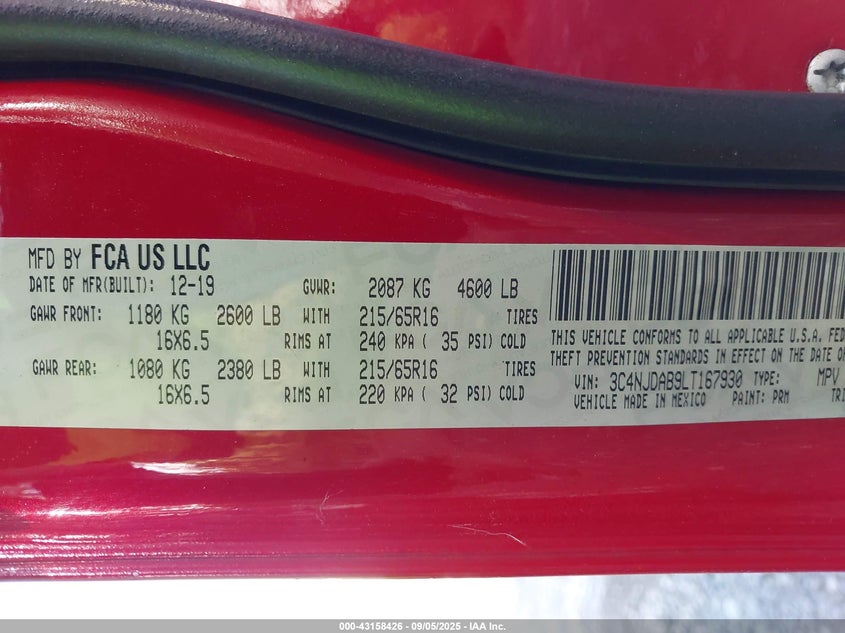 MFD BY FCA US LLC
DATE OF MFR(BUILT): 12-19 GVWR: 2087 KG 4600 LB
GAWR FRONT: 1180 KG 2600 LB WITH 215/65R16 TIRES
16X6.5 RIMS AT 240 KPA ( 35 PSI) COLD
GAWR REAR: 1080 KG 2380 LB WITH 215/65R16 TIRES
16X6.5 RIMS AT 220 KPA ( 32 PSI) COLD
THIS VEHICLE CONFORMS TO ALL APPLICABLE U.S.A. FED
THEFT PREVENTION STANDARDS IN EFFECT ON THE DATE O
VIN: 3C4NJDAB9LT167930 TYPE: MPV
VEHICLE MADE IN MEXICO PAINT: PRM TRI
000-43158426 - 09/05/2025 - IAA Inc.